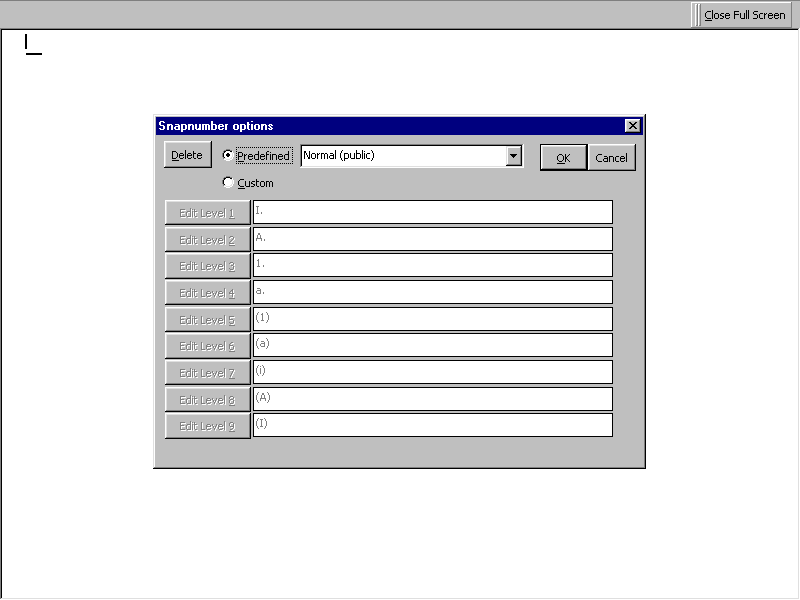 Close Full Screen
Snapnumber options
Delete
Predefined
Normal (public)
OK
Cancel
Custom
Edit Level 1 I.
Edit Level 2 A.
Edit Level 3 1.
Edit Level 4 a.
Edit Level 5 (1)
Edit Level 6 (a)
Edit Level 7 (i)
Edit Level 8 (A)
Edit Level 9 (I)